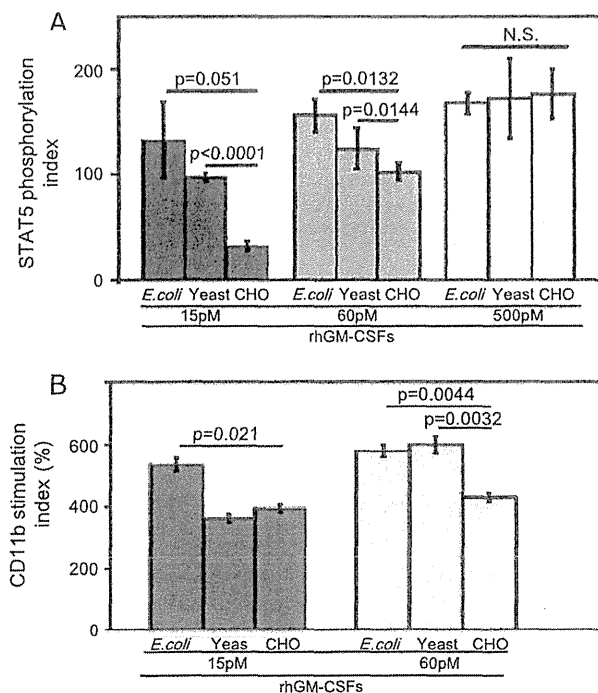 A
STAT5 phosphorylation index
200
100
0
p=0.051
p<0.0001
p=0.0132
p=0.0144
N.S.
E.coli Yeast CHO E.coli Yeast CHO E.coli Yeast CHO
15pM 60pM 500pM
rhGM-CSFs
B
CD11b stimulation index (%)
600
400
200
0
p=0.021
p=0.0044
p=0.0032
E.coli Yeas CHO E.coli Yeast CHO
15pM 60pM
rhGM-CSFs